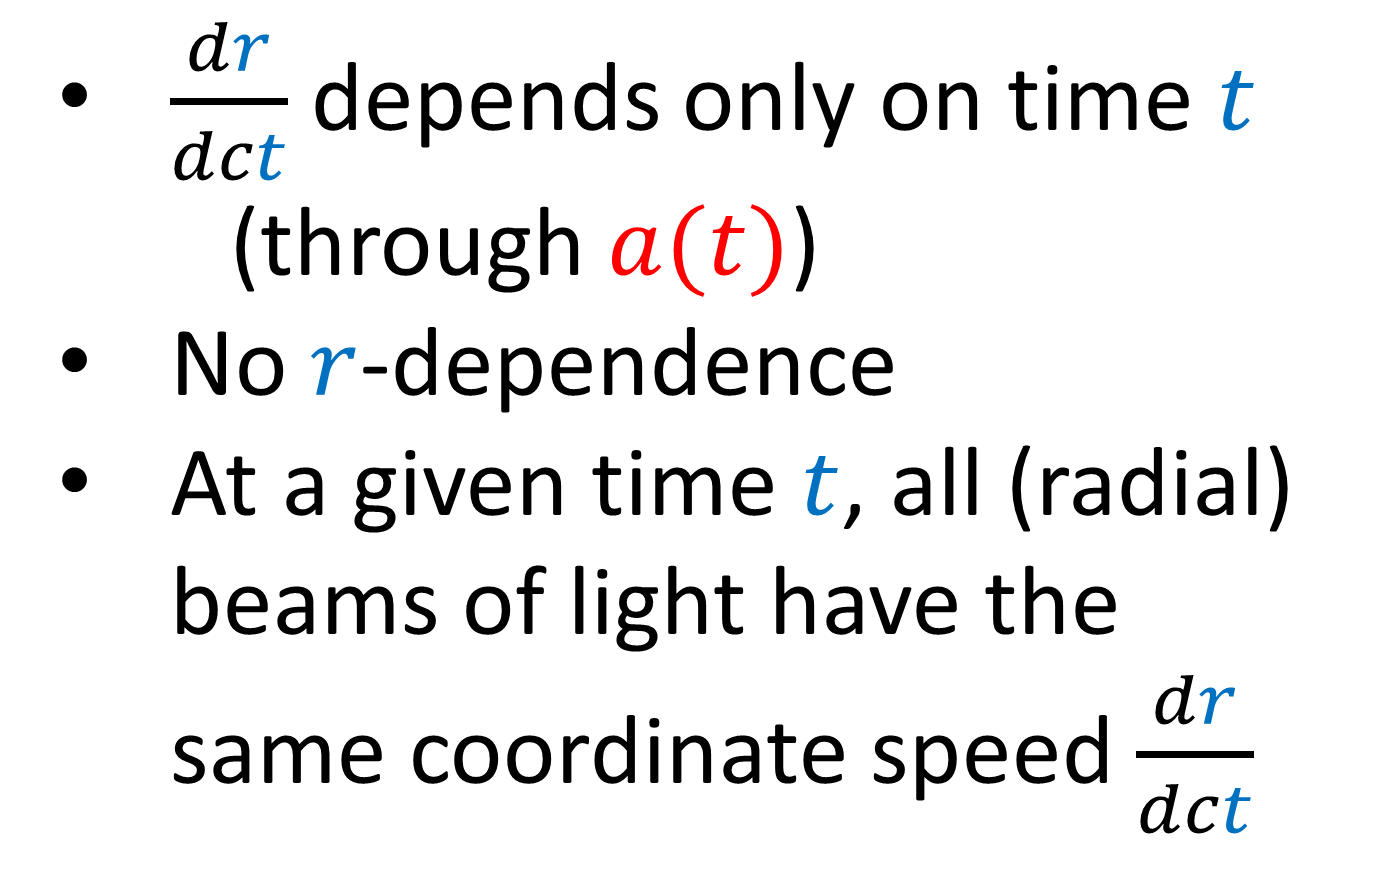 • dr/dct depends only on time t
(through a(t))
• No r-dependence
• At a given time t, all (radial)
beams of light have the
same coordinate speed dr/dct